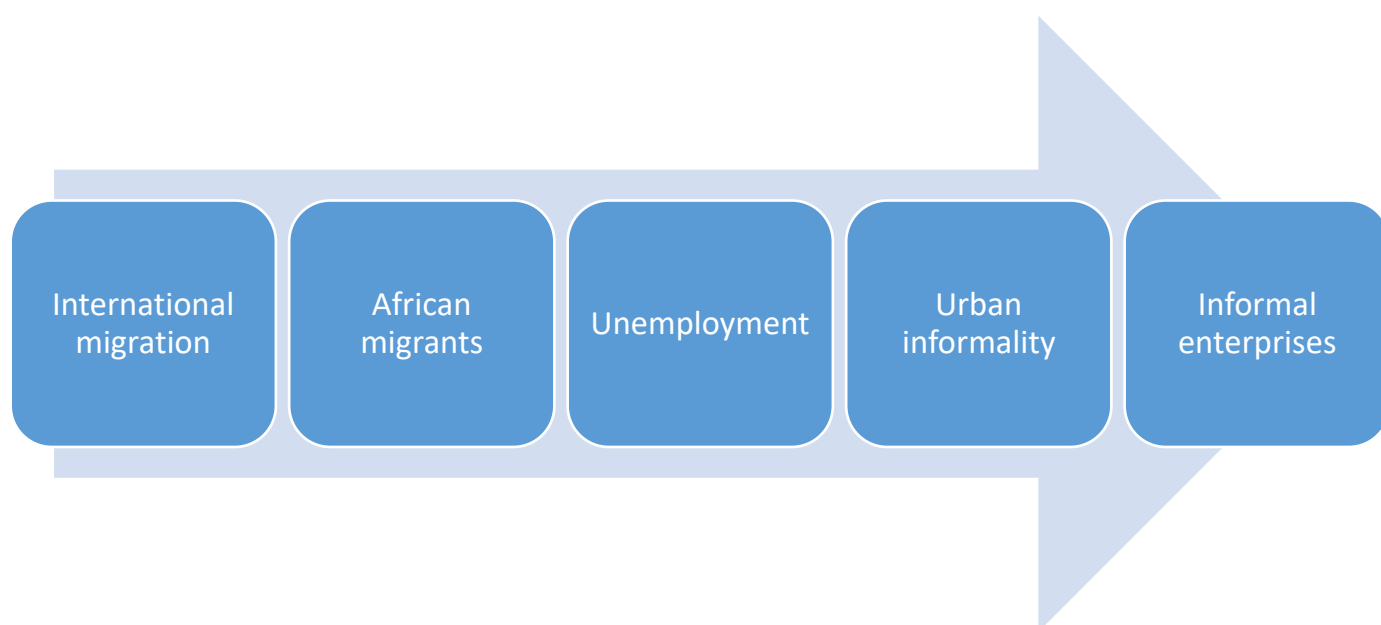 International
migration
African
migrants
Unemployment
Urban
informality
Informal
enterprises